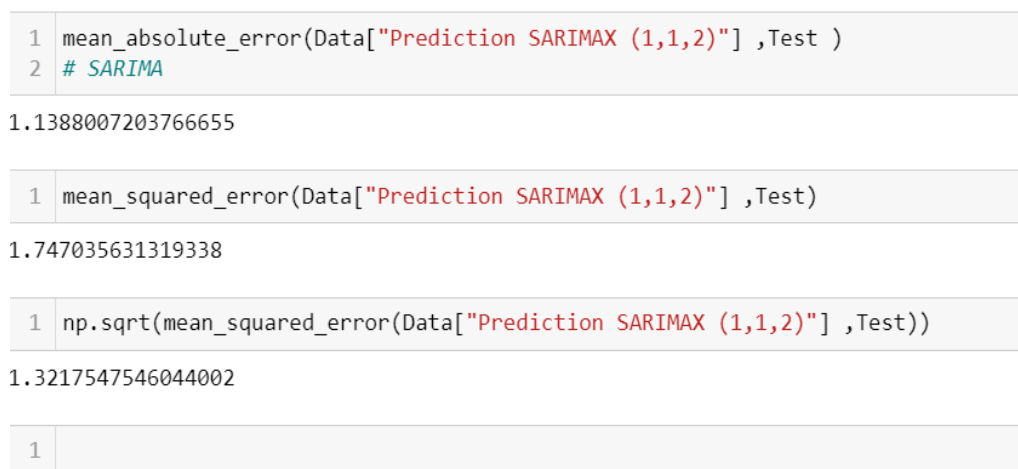 1 mean_absolute_error(Data["Prediction SARIMAX (1,1,2)"] ,Test )
2 # SARIMA
1.1388007203766655
1 mean_squared_error(Data["Prediction SARIMAX (1,1,2)"] ,Test)
1.747035631319338
1 np.sqrt(mean_squared_error(Data["Prediction SARIMAX (1,1,2)"] ,Test))
1.3217547546044002
1